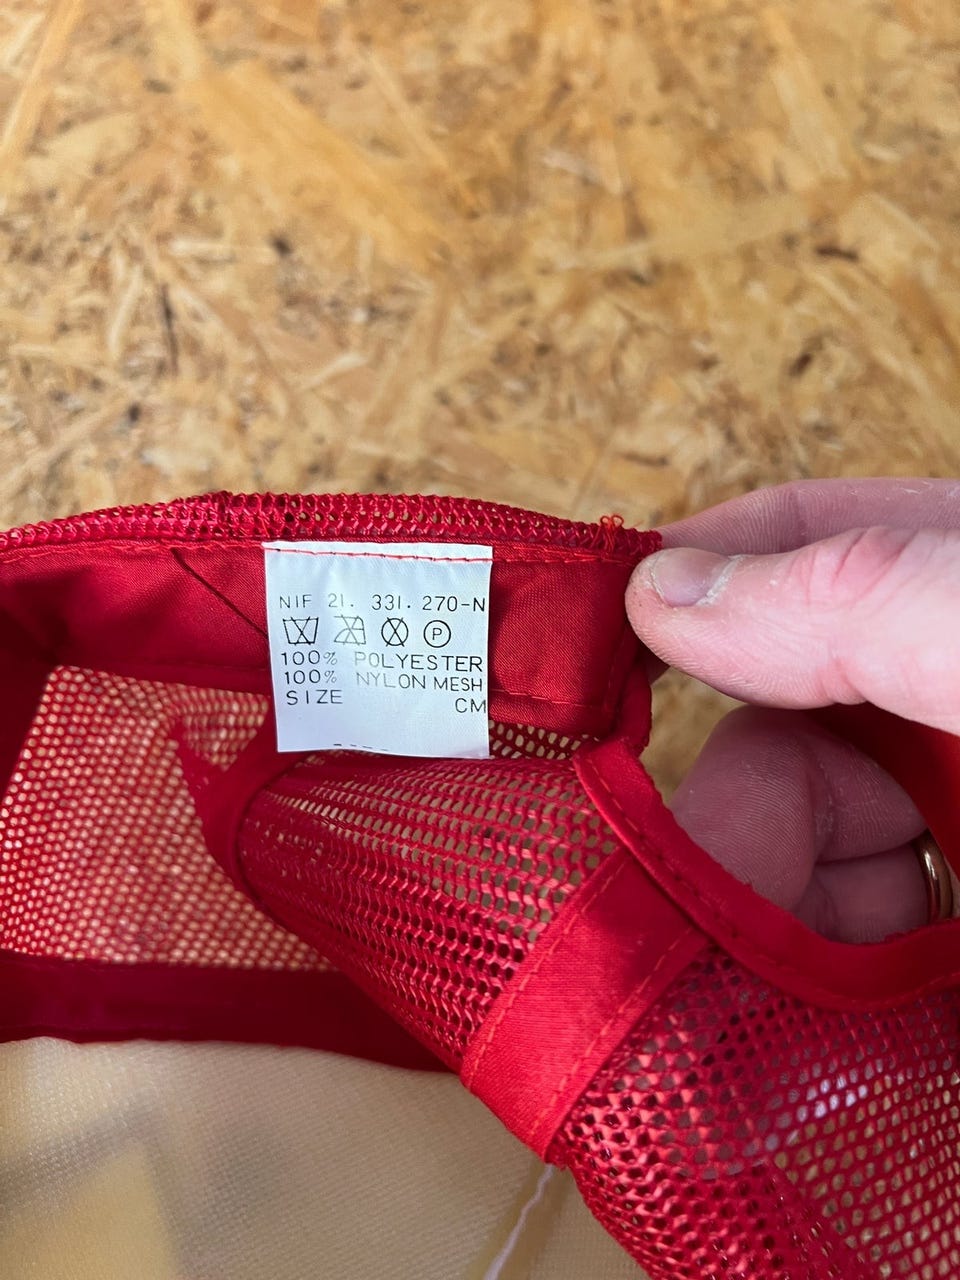 NIF 21. 331. 270-N
P
100% POLYESTER
100% NYLON MESH
SIZE CM